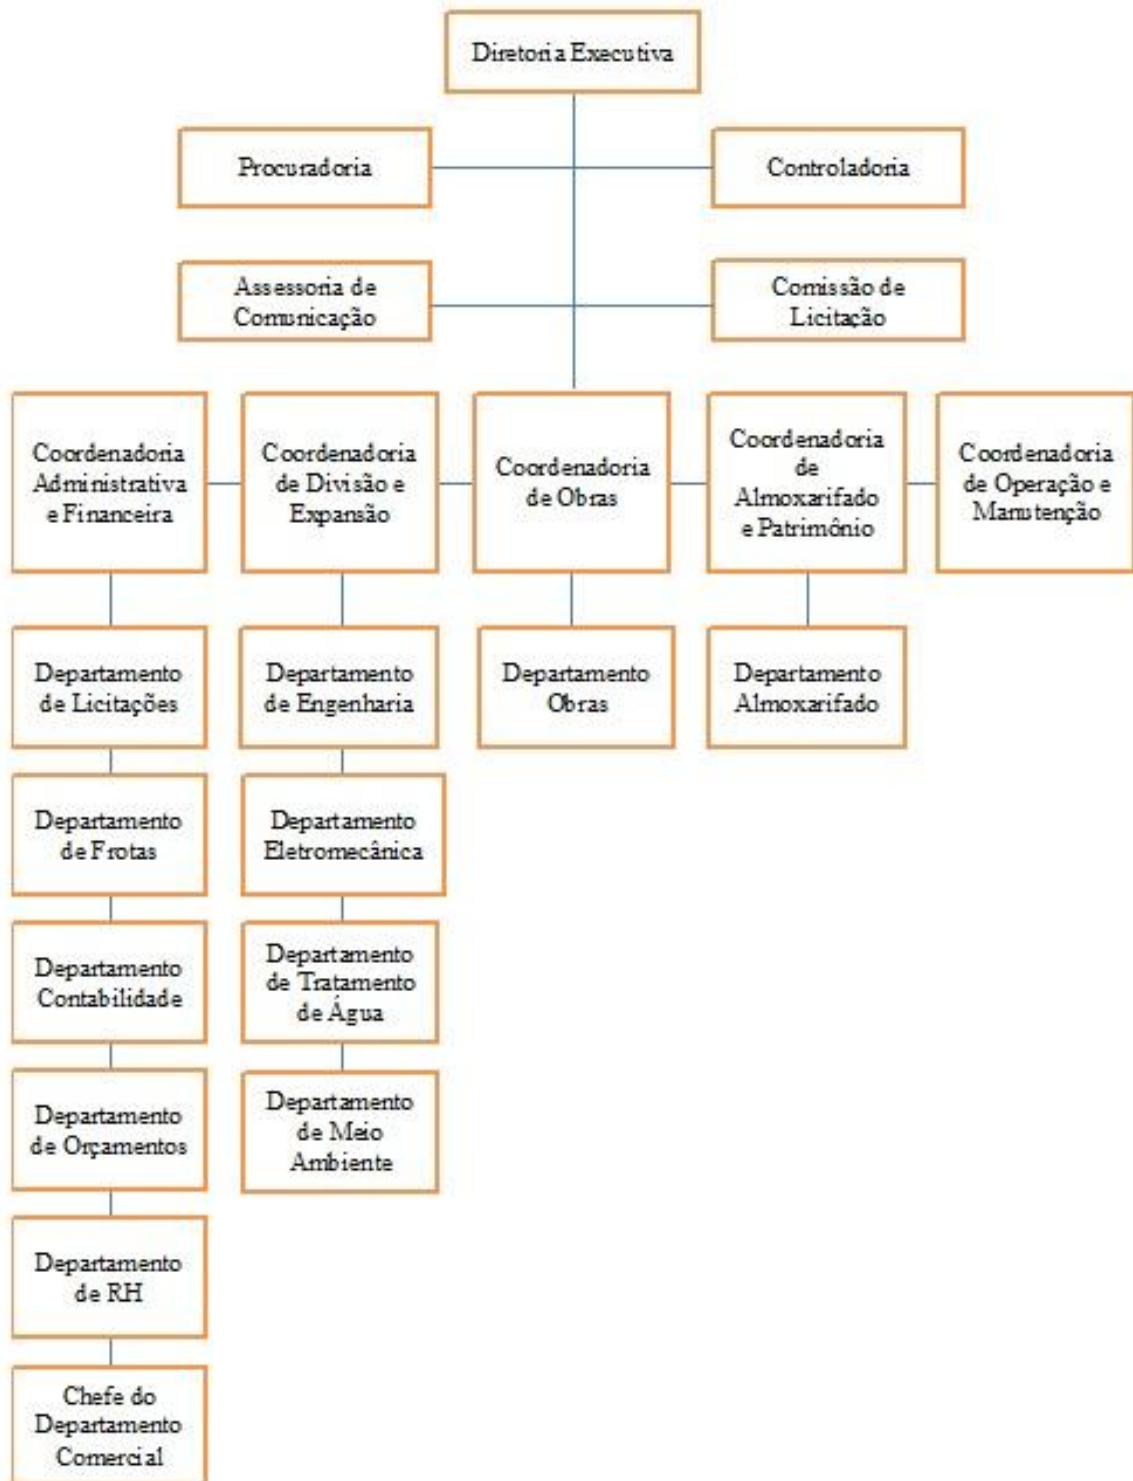 Diretoria Executiva
Procuradoria
Controladoria
Assessoria de
Comunicação
Comissão de
Licitação
Coordenadoria
Administrativa
e Financeira
Coordenadoria
de Divisão e
Expansão
Coordenadoria
de Obras
Coordenadoria
de
Almoxarifado
e Patrimônio
Coordenadoria
de Operação e
Manutenção
Departamento
de Licitações
Departamento
de Engenharia
Departamento
Obras
Departamento
Almoxarifado
Departamento
de Frotas
Departamento
Eletromecânica
Departamento
Contabilidade
Departamento
de Tratamento
de Água
Departamento
de Orçamentos
Departamento
de Meio
Ambiente
Departamento
de RH
Chefe do
Departamento
Comercial